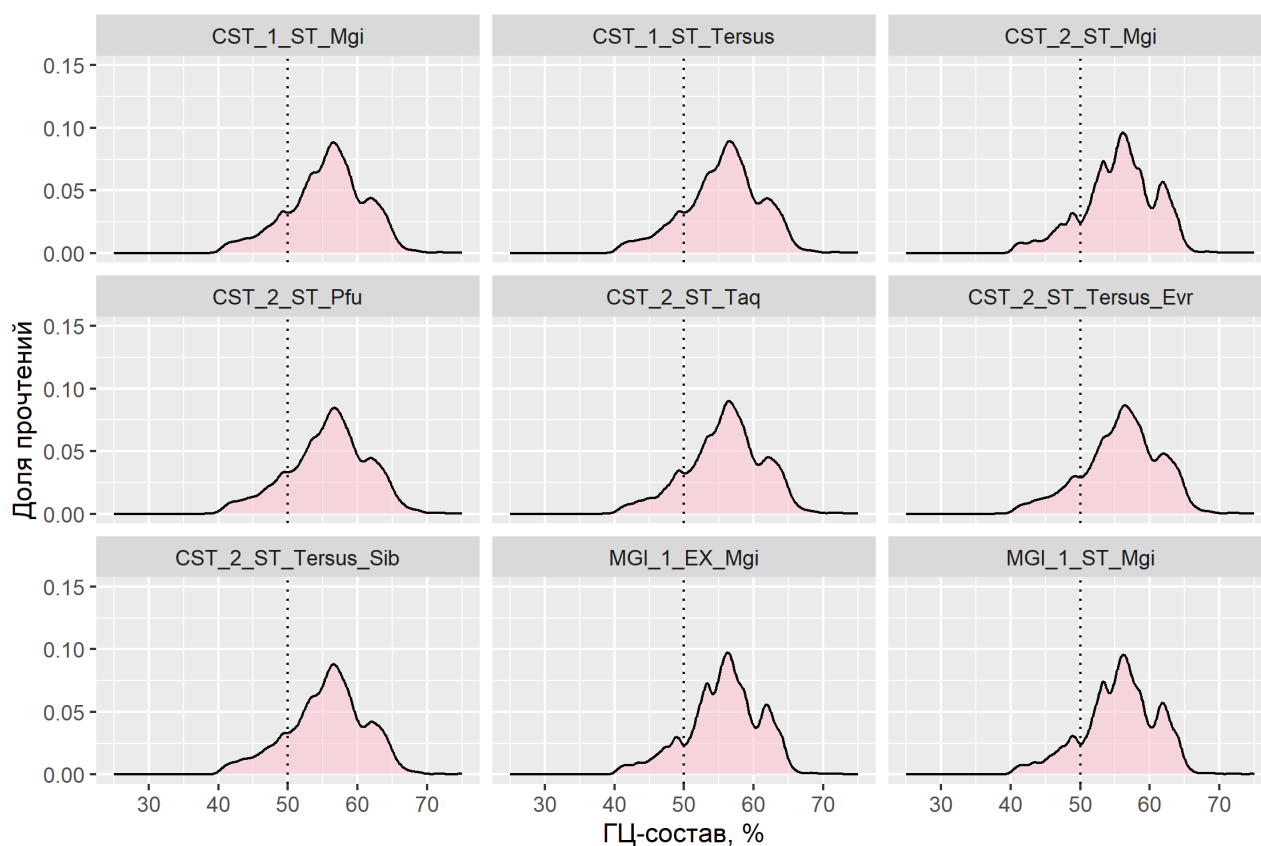 CST_1_ST_Mgi
CST_1_ST_Tersus
CST_2_ST_Mgi
0.15
0.10
0.05
0.00
CST_2_ST_Pfu
CST_2_ST_Taq
CST_2_ST_Tersus_Evr
0.15
0.10
0.05
0.00
CST_2_ST_Tersus_Sib
MGI_1_EX_Mgi
MGI_1_ST_Mgi
0.15
0.10
0.05
0.00
30 40 50 60 70
30 40 50 60 70
30 40 50 60 70
Доля прочтений
ГЦ-состав, %